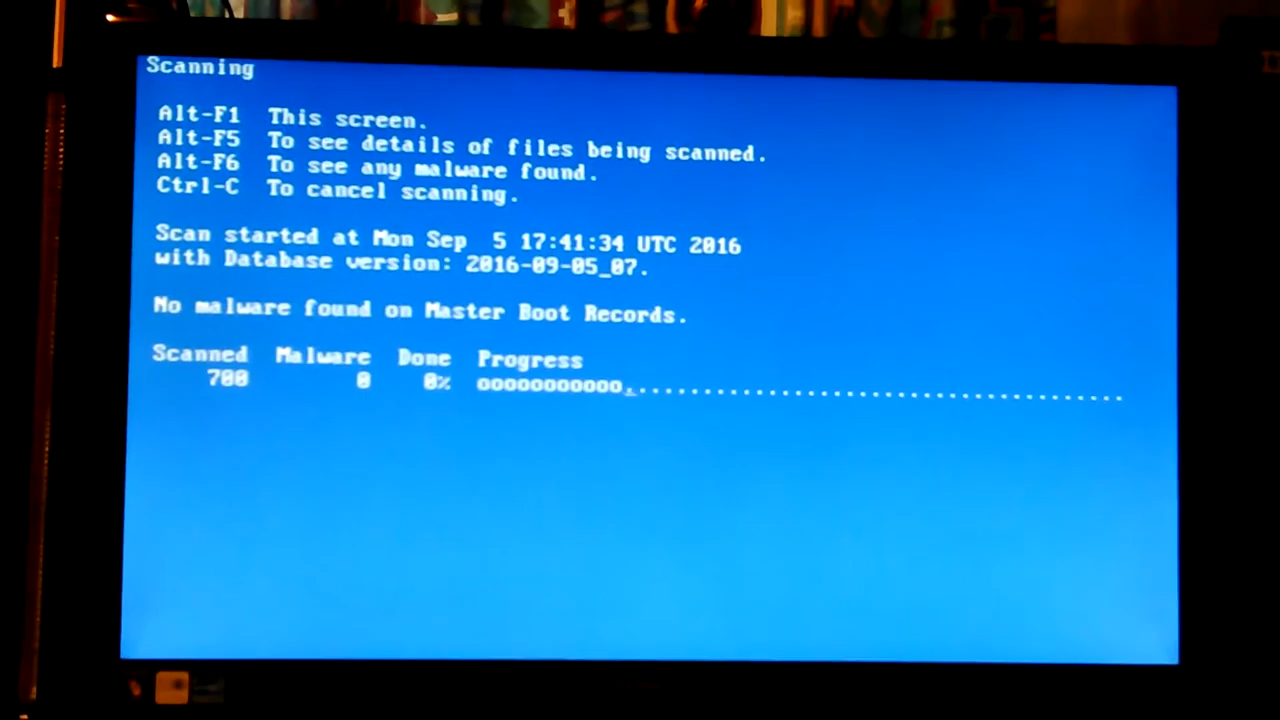 Scanning
Alt-F1 This screen.
Alt-F5 To see details of files being scanned.
Alt-F6 To see any malware found.
Ctrl-C To cancel scanning.
Scan started at Mon Sep  5 17:41:34 UTC 2016
with Database version: 2016-09-05_07.
No malware found on Master Boot Records.
Scanned Malware Done Progress
700 0 0% ooooooooooo......................................